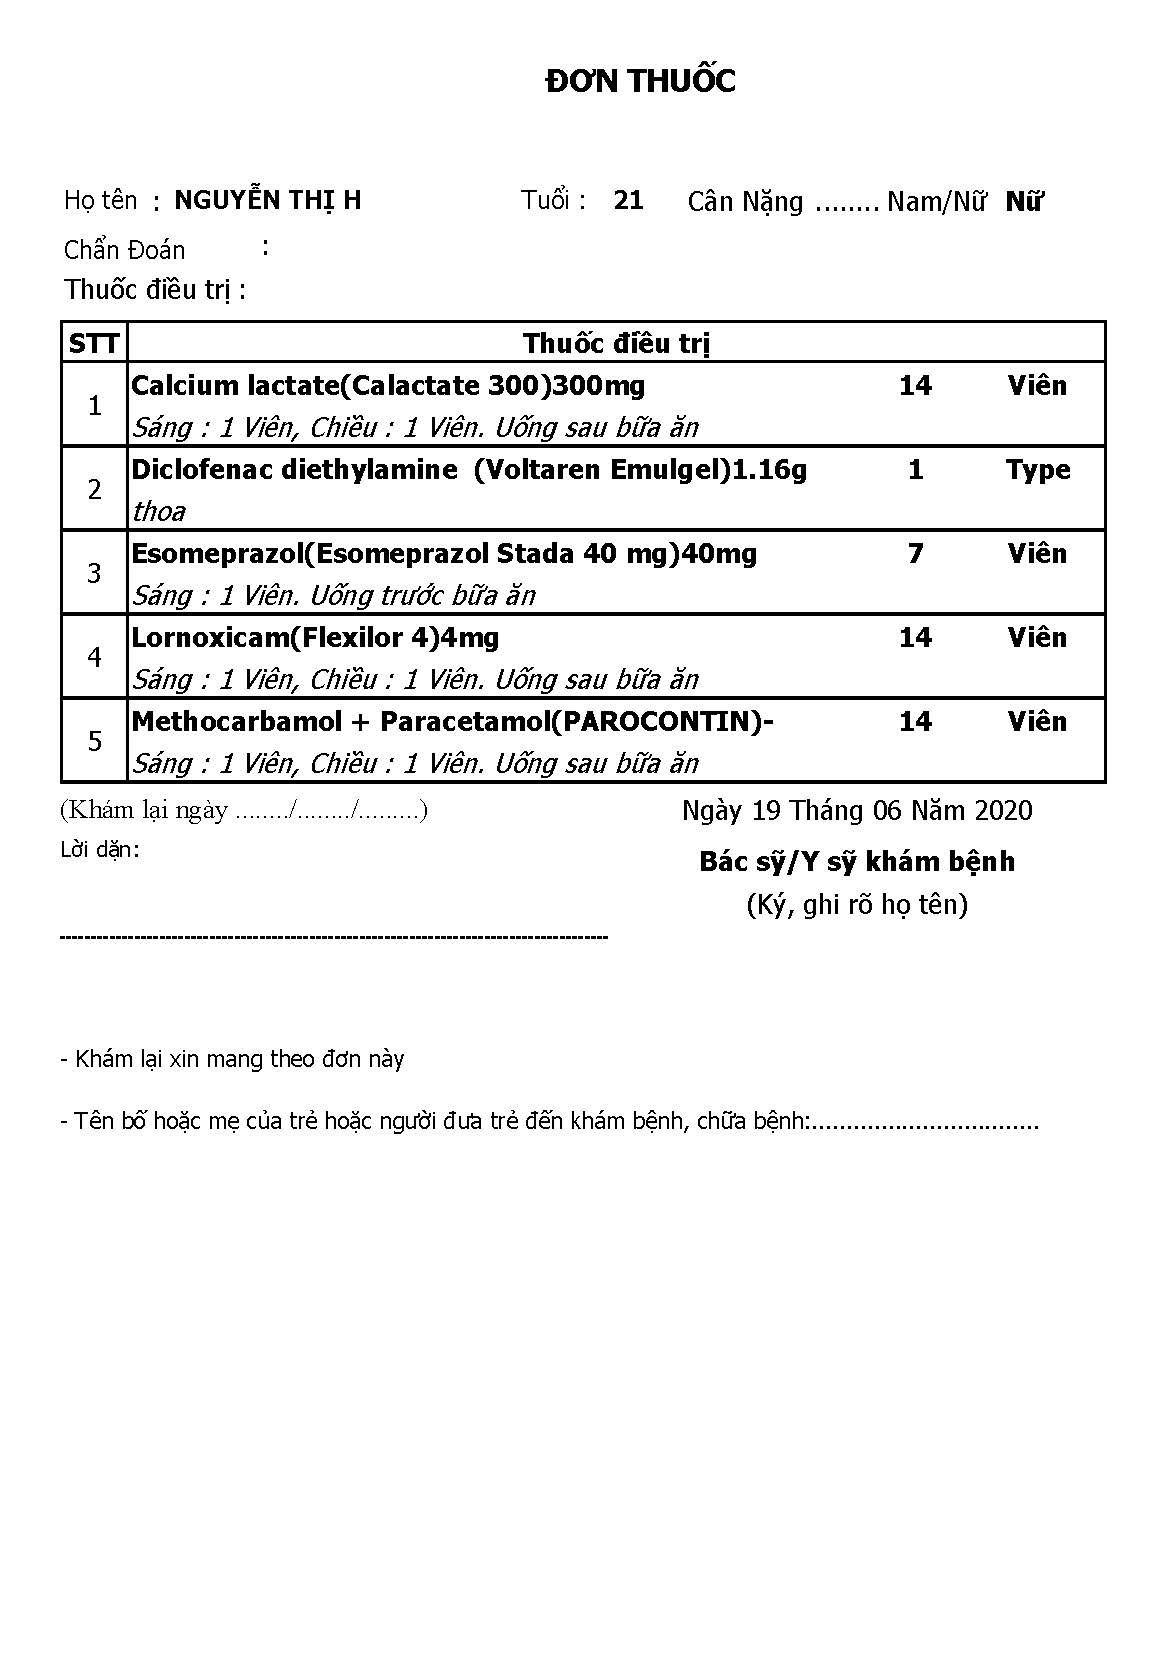 ĐƠN THUỐC
Họ tên : NGUYỄN THỊ H Tuổi : 21 Cân Nặng ........ Nam/Nữ Nữ
Chẩn Đoán :
Thuốc điều trị :
STT Thuốc điều trị
1 Calcium lactate(Calactate 300)300mg 14 Viên
Sáng : 1 Viên, Chiều : 1 Viên. Uống sau bữa ăn
2 Diclofenac diethylamine (Voltaren Emulgel)1.16g 1 Type
thoa
3 Esomeprazol(Esomeprazol Stada 40 mg)40mg 7 Viên
Sáng : 1 Viên. Uống trước bữa ăn
4 Lornoxicam(Flexilor 4)4mg 14 Viên
Sáng : 1 Viên, Chiều : 1 Viên. Uống sau bữa ăn
5 Methocarbamol + Paracetamol(PAROCONTIN)- 14 Viên
Sáng : 1 Viên, Chiều : 1 Viên. Uống sau bữa ăn
(Khám lại ngày ......../......../.........) Ngày 19 Tháng 06 Năm 2020
Lời dặn:
Bác sỹ/Y sỹ khám bệnh
(Ký, ghi rõ họ tên)
- Khám lại xin mang theo đơn này
- Tên bố hoặc mẹ của trẻ hoặc người đưa trẻ đến khám bệnh, chữa bệnh:.................................